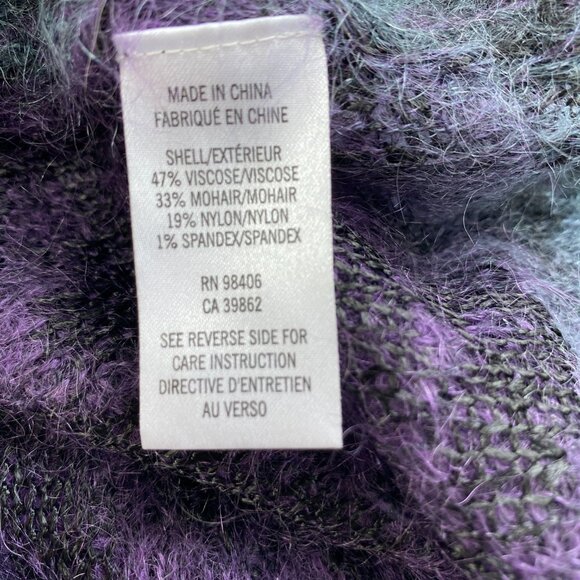 MADE IN CHINA
FABRIQUÉ EN CHINE
SHELL/EXTÉRIEUR
47% VISCOSE/VISCOSE
33% MOHAIR/MOHAIR
19% NYLON/NYLON
1% SPANDEX/SPANDEX
RN 98406
CA 39862
SEE REVERSE SIDE FOR
CARE INSTRUCTION
DIRECTIVE D'ENTRETIEN
AU VERSO